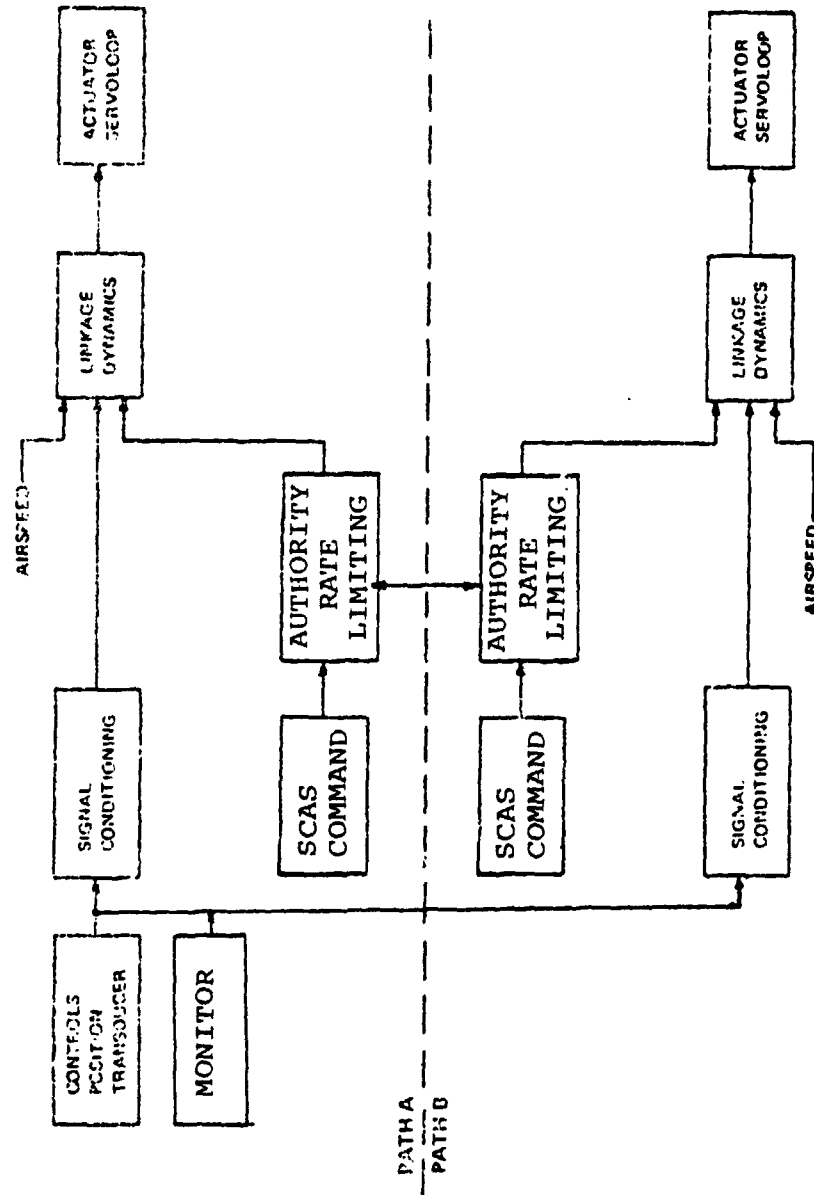 CONTROLS
POSITION
TRANSDUCER
MONITOR
SIGNAL
CONDITIONING
SCAS
COMMAND
AUTHORITY
RATE
LIMITING
AIRSPEED
LINKAGE
DYNAMICS
ACTUATOR
SERVOLOOP
PATH A
PATH B
SCAS
COMMAND
AUTHORITY
RATE
LIMITING
SIGNAL
CONDITIONING
AIRSPEED
LINKAGE
DYNAMICS
ACTUATOR
SERVOLOOP